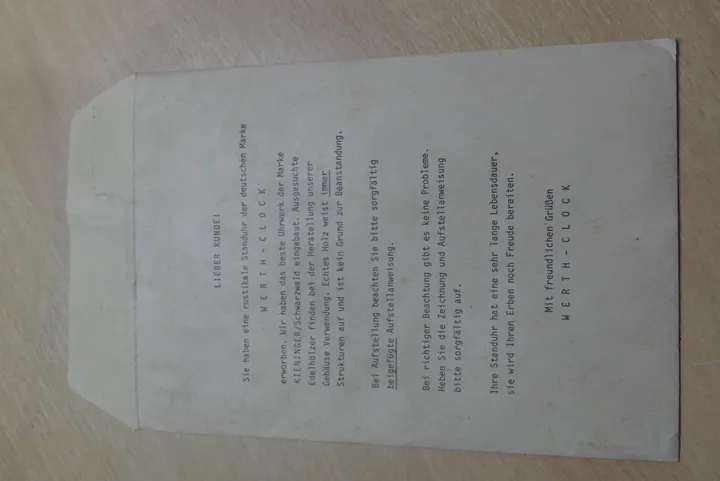 LIEBER KUNDE!
Sie haben eine rustikale Standuhr der deutschen Marke
W E R T H - C L O C K
erworben. Wir haben das beste Uhrwerk der Marke
KIENINGER/Schwarzwald eingebaut. Ausgesuchte
Edelhölzer finden bei der Herstellung unserer
Gehäuse Verwendung. Echtes Holz weist immer
Strukturen auf und ist kein Grund zur Beanstandung.
Bei Aufstellung beachten Sie bitte sorgfältig
beigefügte Aufstellanweisung.
Bei richtiger Beachtung gibt es keine Probleme.
Heben Sie die Zeichnung und Aufstellanweisung
bitte sorgfältig auf.
Ihre Standuhr hat eine sehr lange Lebensdauer,
sie wird Ihren Erben noch Freude bereiten.
Mit freundlichen Grüßen
W E R T H - C L O C K